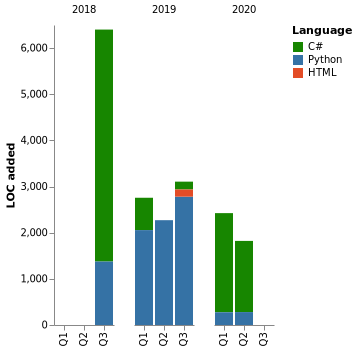 2018 2019 2020
Language
C#
Python
HTML
LOC added
6,000
5,000
4,000
3,000
2,000
1,000
0
Q1 Q2 Q3 Q1 Q2 Q3 Q1 Q2 Q3